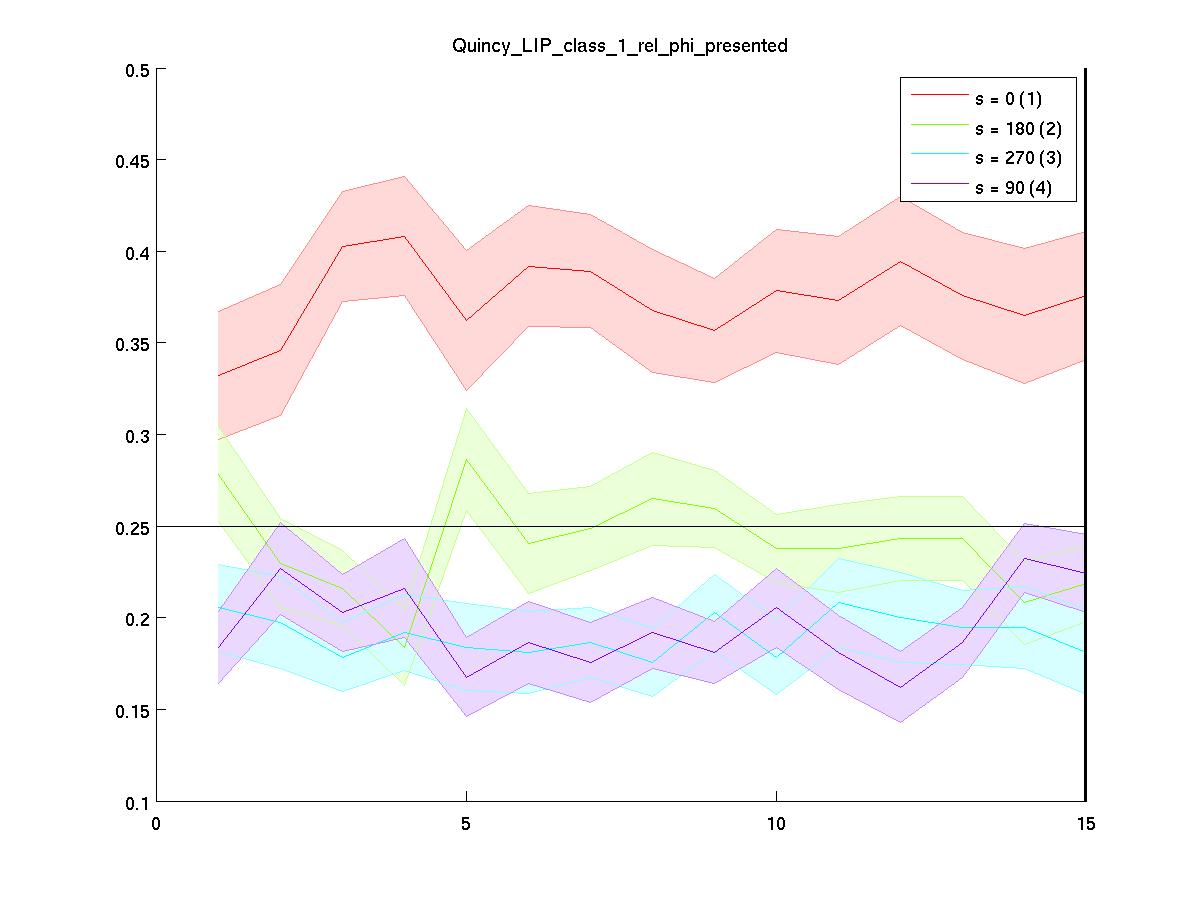 Quincy_LIP_class_1_rel_phi_presented
0.5
0.45
0.4
0.35
0.3
0.25
0.2
0.15
0.1
0 5 10 15
s = 0 (1)
s = 180 (2)
s = 270 (3)
s = 90 (4)